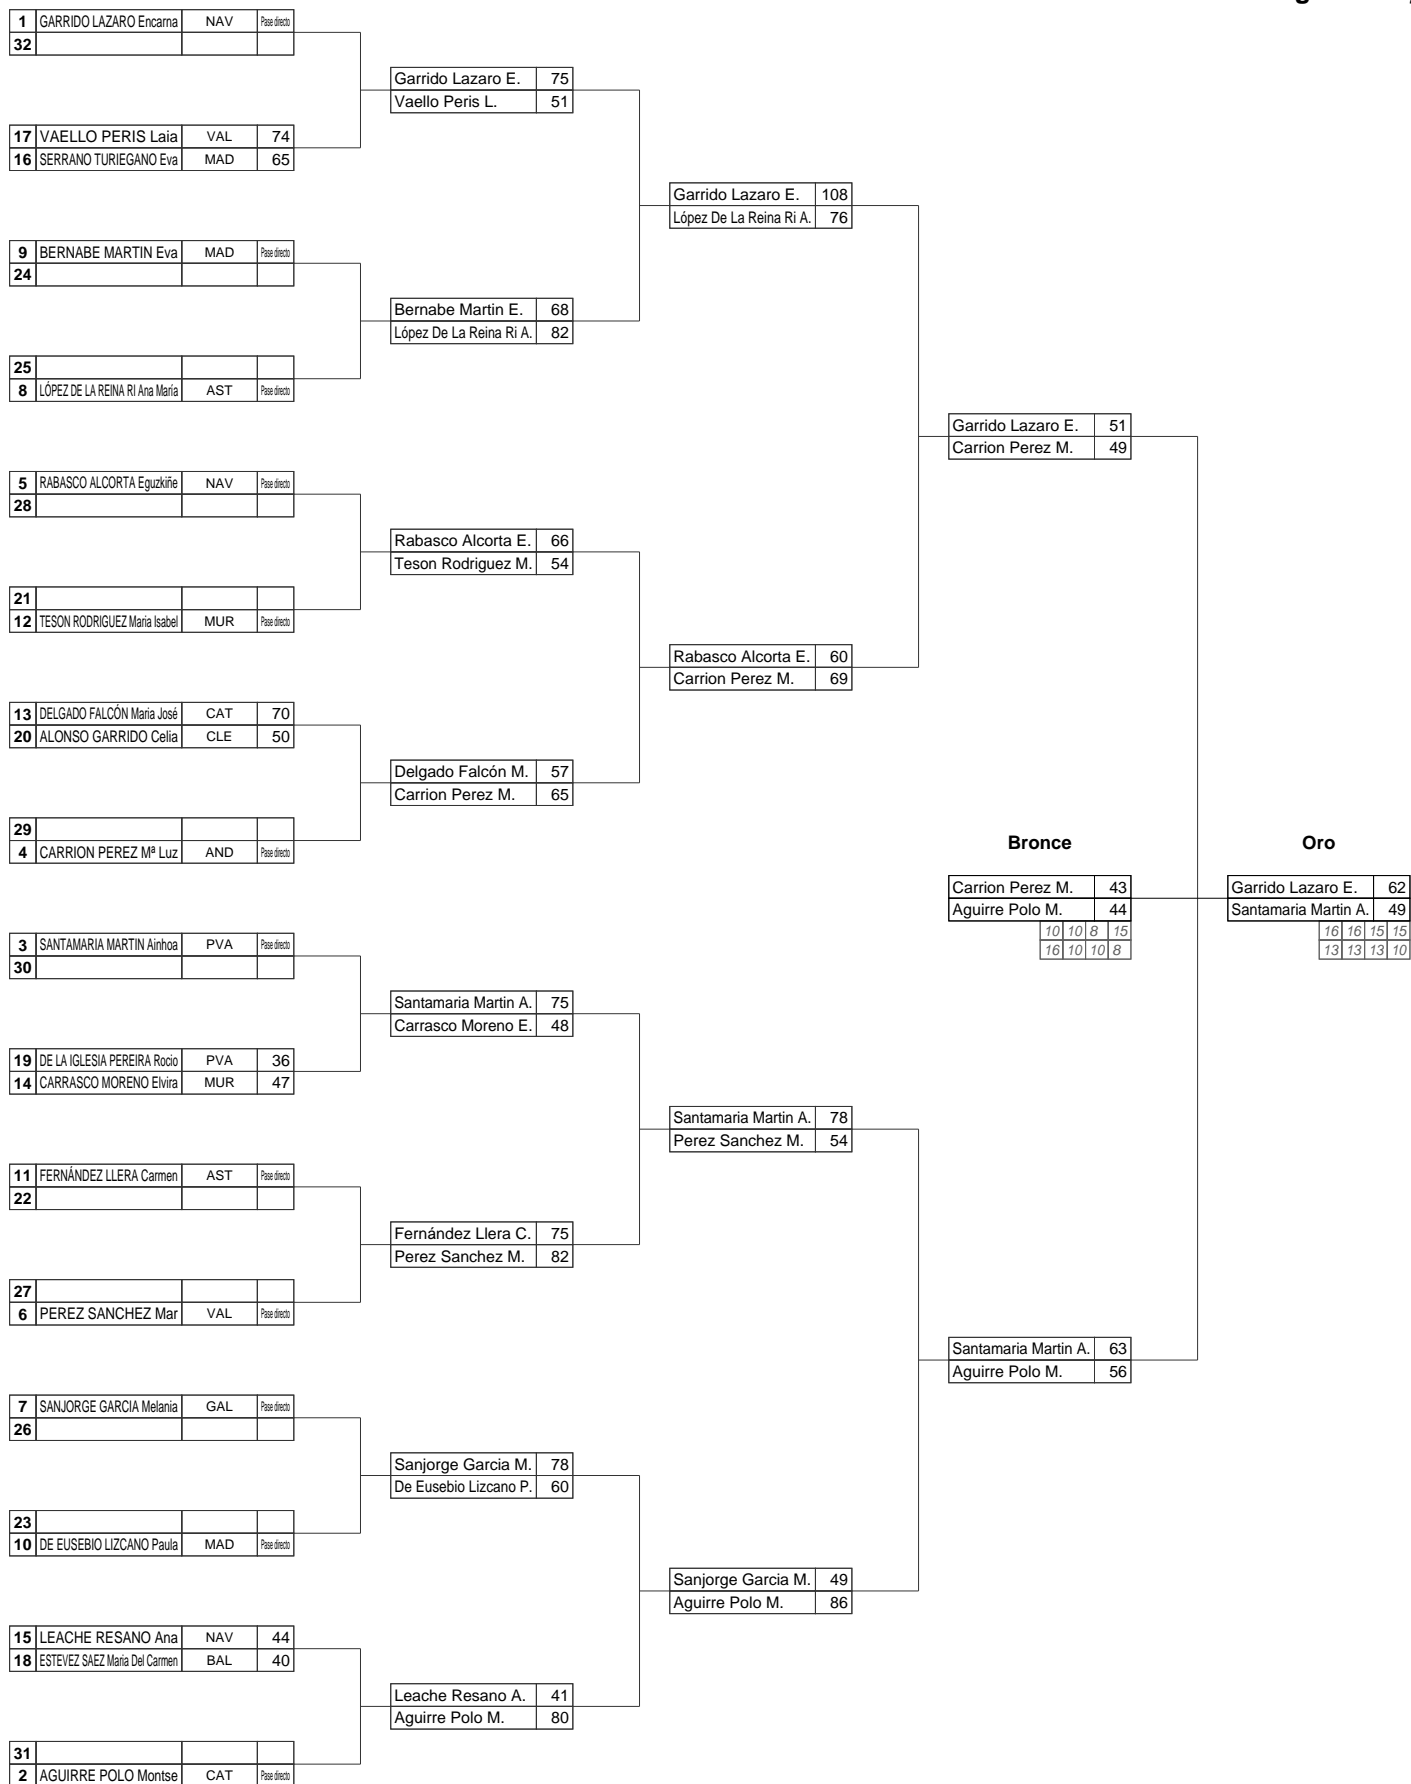 1 GARRIDO LAZARO Encarna NAV Pase directo
32
Garrido Lazaro E. 75
Vaello Peris L. 51
17 VAELLO PERIS Laia VAL 74
16 SERRANO TURIEGANO Eva MAD 65
Garrido Lazaro E. 108
López De La Reina Ri A. 76
9 BERNABE MARTIN Eva MAD Pase directo
24
Bernabe Martin E. 68
López De La Reina Ri A. 82
25
8 LÓPEZ DE LA REINA RI Ana María AST Pase directo
Garrido Lazaro E. 51
Carrion Perez M. 49
5 RABASCO ALCORTA Eguzkiñe NAV Pase directo
28
Rabasco Alcorta E. 66
Teson Rodriguez M. 54
21
12 TESON RODRIGUEZ Maria Isabel MUR Pase directo
Rabasco Alcorta E. 60
Carrion Perez M. 69
13 DELGADO FALCÓN Maria José CAT 70
20 ALONSO GARRIDO Celia CLE 50
Delgado Falcón M. 57
Carrion Perez M. 65
29
4 CARRION PEREZ Mª Luz AND Pase directo
Bronce Oro
Carrion Perez M. 43 Garrido Lazaro E. 62
Aguirre Polo M. 44 Santamaria Martin A. 49
10 10 8 15 16 16 15 15
16 10 10 8 13 13 13 10
3 SANTAMARIA MARTIN Ainhoa PVA Pase directo
30
Santamaria Martin A. 75
Carrasco Moreno E. 48
19 DE LA IGLESIA PEREIRA Rocio PVA 36
14 CARRASCO MORENO Elvira MUR 47
Santamaria Martin A. 78
Perez Sanchez M. 54
11 FERNÁNDEZ LLERA Carmen AST Pase directo
22
Fernández Llera C. 75
Perez Sanchez M. 82
27
6 PEREZ SANCHEZ Mar VAL Pase directo
Santamaria Martin A. 63
Aguirre Polo M. 56
7 SANJORGE GARCIA Melania GAL Pase directo
26
Sanjorge Garcia M. 78
De Eusebio Lizcano P. 60
23
10 DE EUSEBIO LIZCANO Paula MAD Pase directo
Sanjorge Garcia M. 49
Aguirre Polo M. 86
15 LEACHE RESANO Ana NAV 44
18 ESTEVEZ SAEZ Maria Del Carmen BAL 40
Leache Resano A. 41
Aguirre Polo M. 80
31
2 AGUIRRE POLO Montse CAT Pase directo